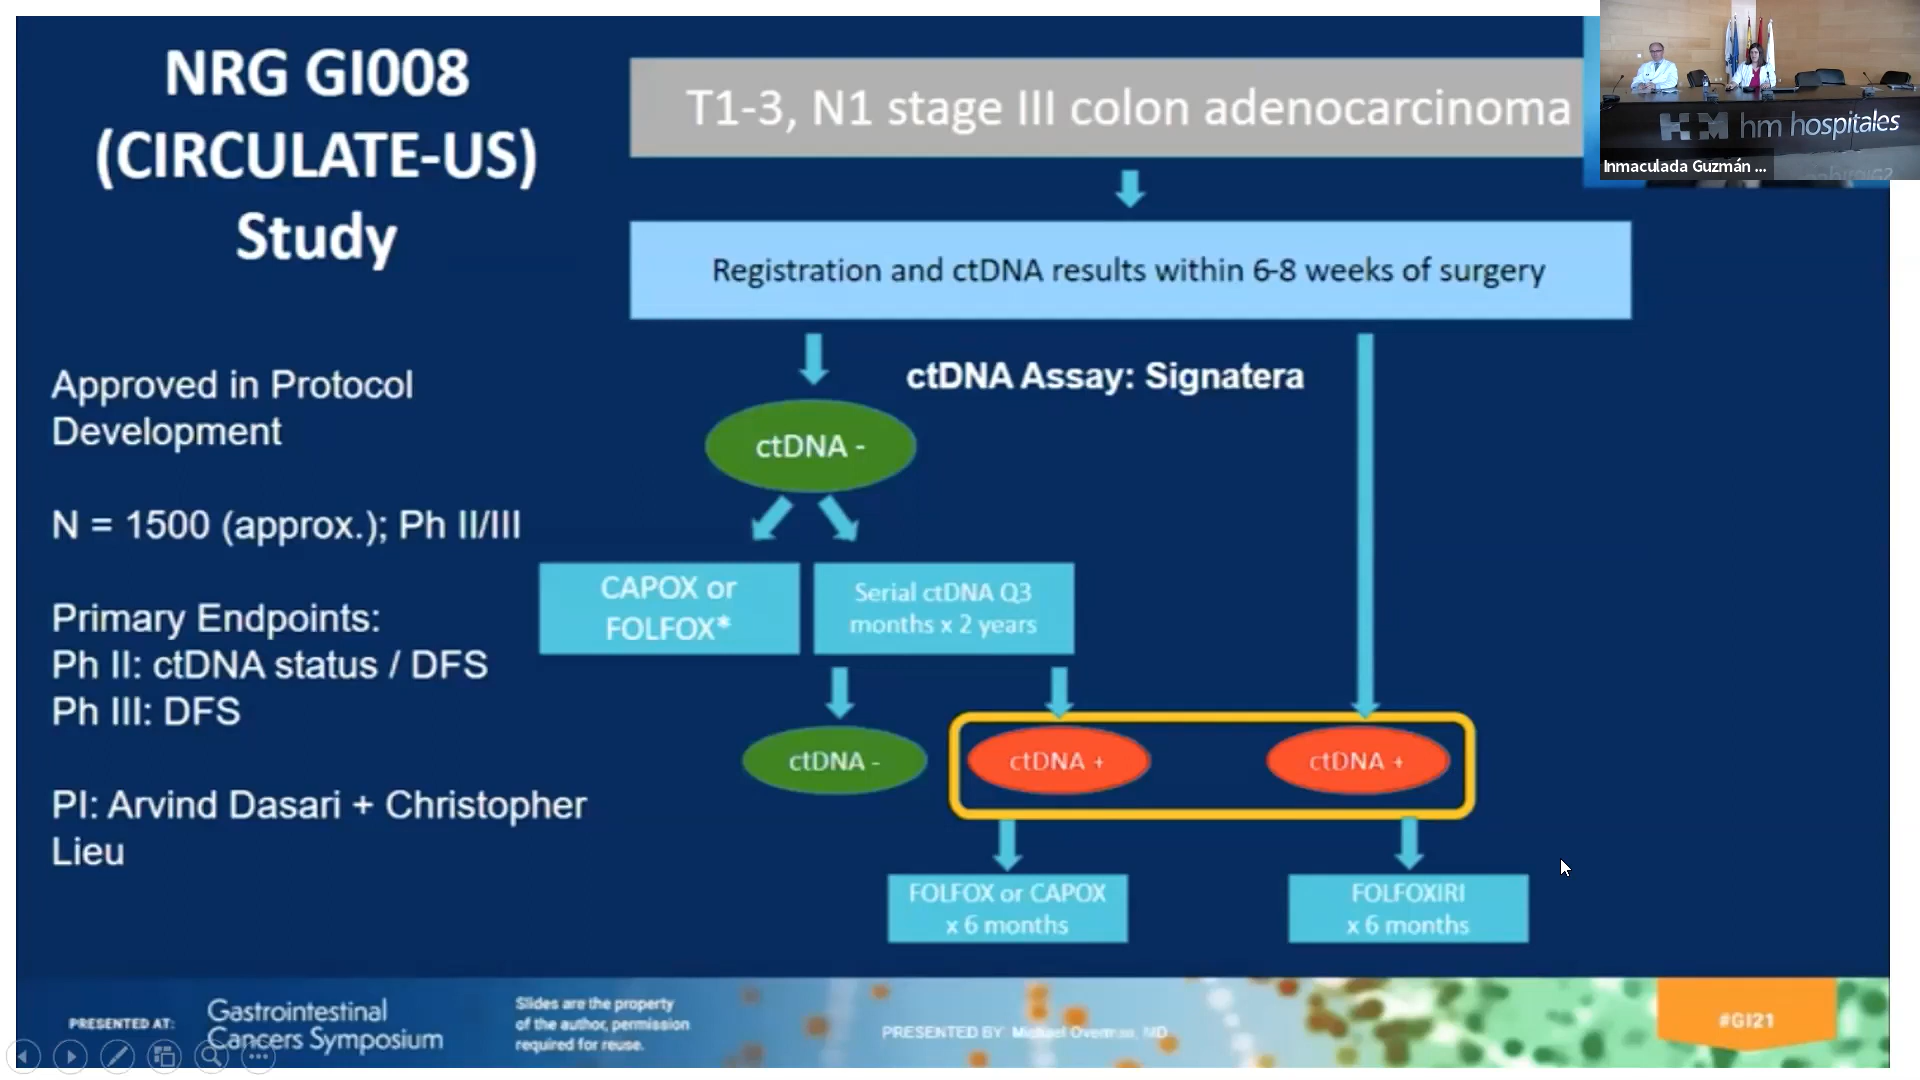 NRG GI008
(CIRCULATE-US)
Study
Approved in Protocol
Development
N = 1500 (approx.); Ph II/III
Primary Endpoints:
Ph II: ctDNA status / DFS
Ph III: DFS
PI: Arvind Dasari + Christopher
Lieu
T1-3, N1 stage III colon adenocarcinoma
Registration and ctDNA results within 6-8 weeks of surgery
ctDNA Assay: Signatera
ctDNA -
CAPOX or
FOLFOX*
Serial ctDNA Q3
months x 2 years
ctDNA -
ctDNA +
ctDNA +
FOLFOX or CAPOX
x 6 months
FOLFOXIRI
x 6 months
HM hm hospitales
Inmaculada Guzmán ...
PRESENTED AT:
Gastrointestinal
Cancers Symposium
Slides are the property
of the author, permission
required for reuse.
PRESENTED BY: Michael Overman, MD
#GI21